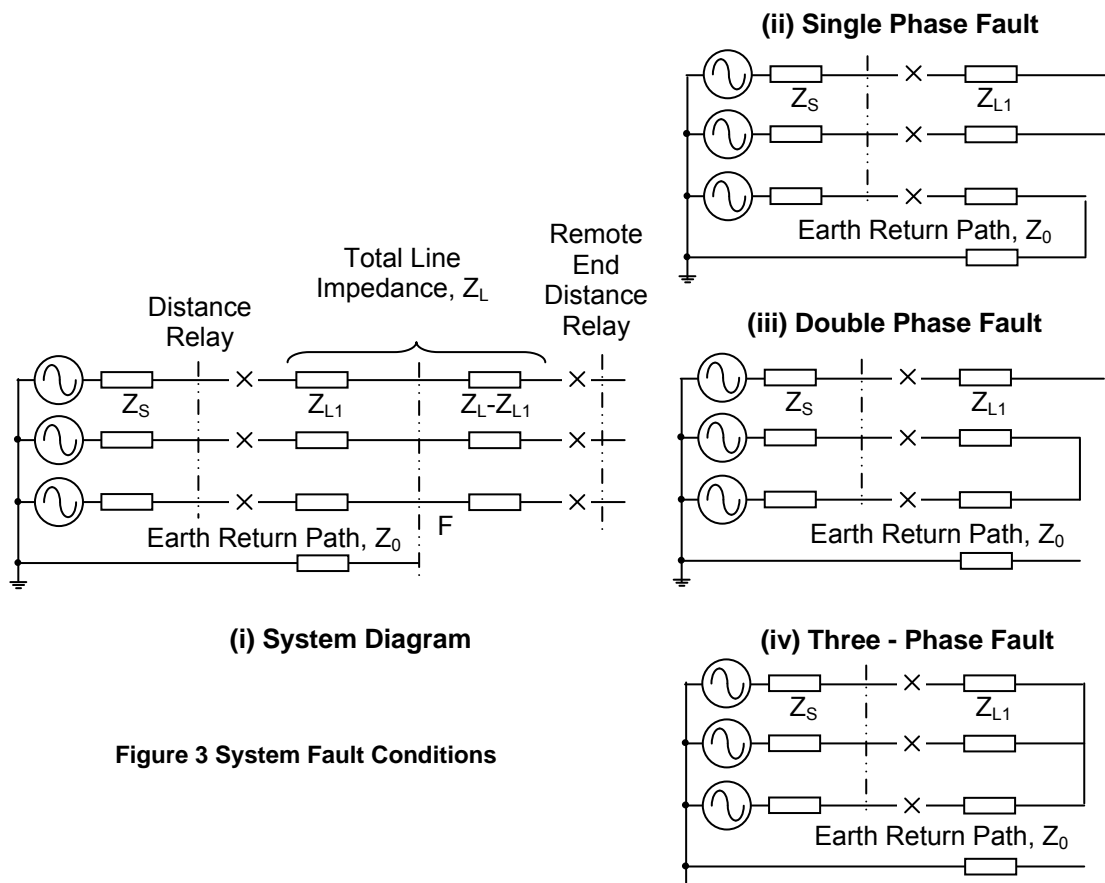 (ii) Single Phase Fault
Z_S
Z_L1
Earth Return Path, Z_0
Total Line
Impedance, Z_L
Remote
End
Distance
Relay
Distance
Relay
Z_S
Z_L1
Z_L-Z_L1
F
Earth Return Path, Z_0
(i) System Diagram
Figure 3 System Fault Conditions
(iii) Double Phase Fault
Z_S
Z_L1
Earth Return Path, Z_0
(iv) Three - Phase Fault
Z_S
Z_L1
Earth Return Path, Z_0